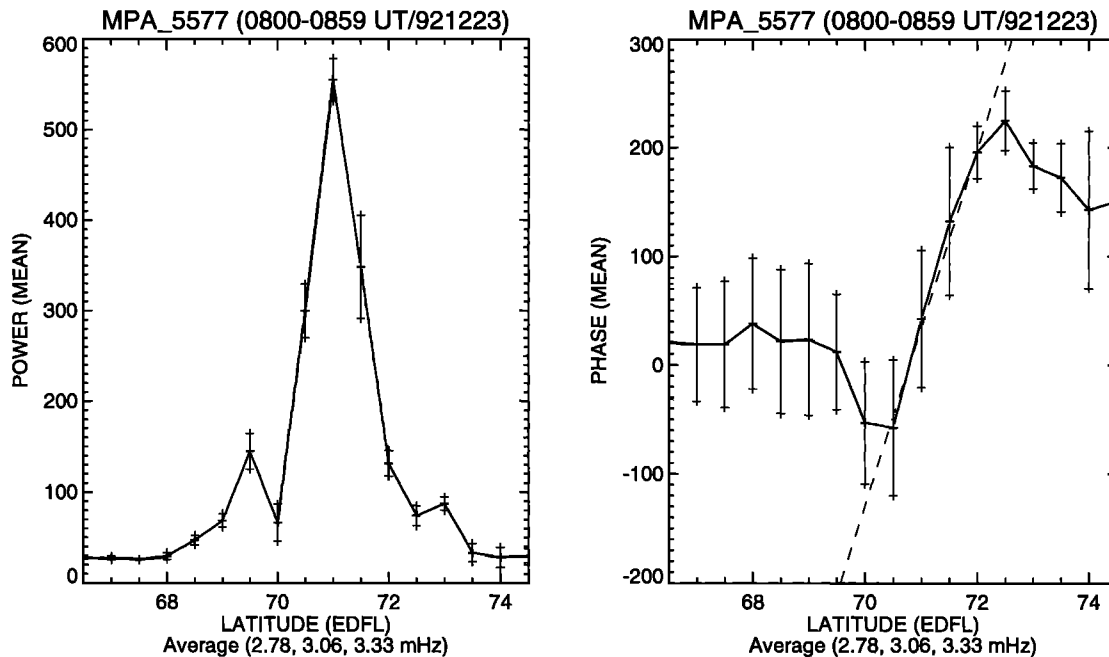 MPA_5577 (0800-0859 UT/921223)
600
500
400
300
200
100
0
POWER (MEAN)
68
70
72
74
LATITUDE (EDFL)
Average (2.78, 3.06, 3.33 mHz)
MPA_5577 (0800-0859 UT/921223)
300
200
100
0
-100
-200
PHASE (MEAN)
68
70
72
74
LATITUDE (EDFL)
Average (2.78, 3.06, 3.33 mHz)